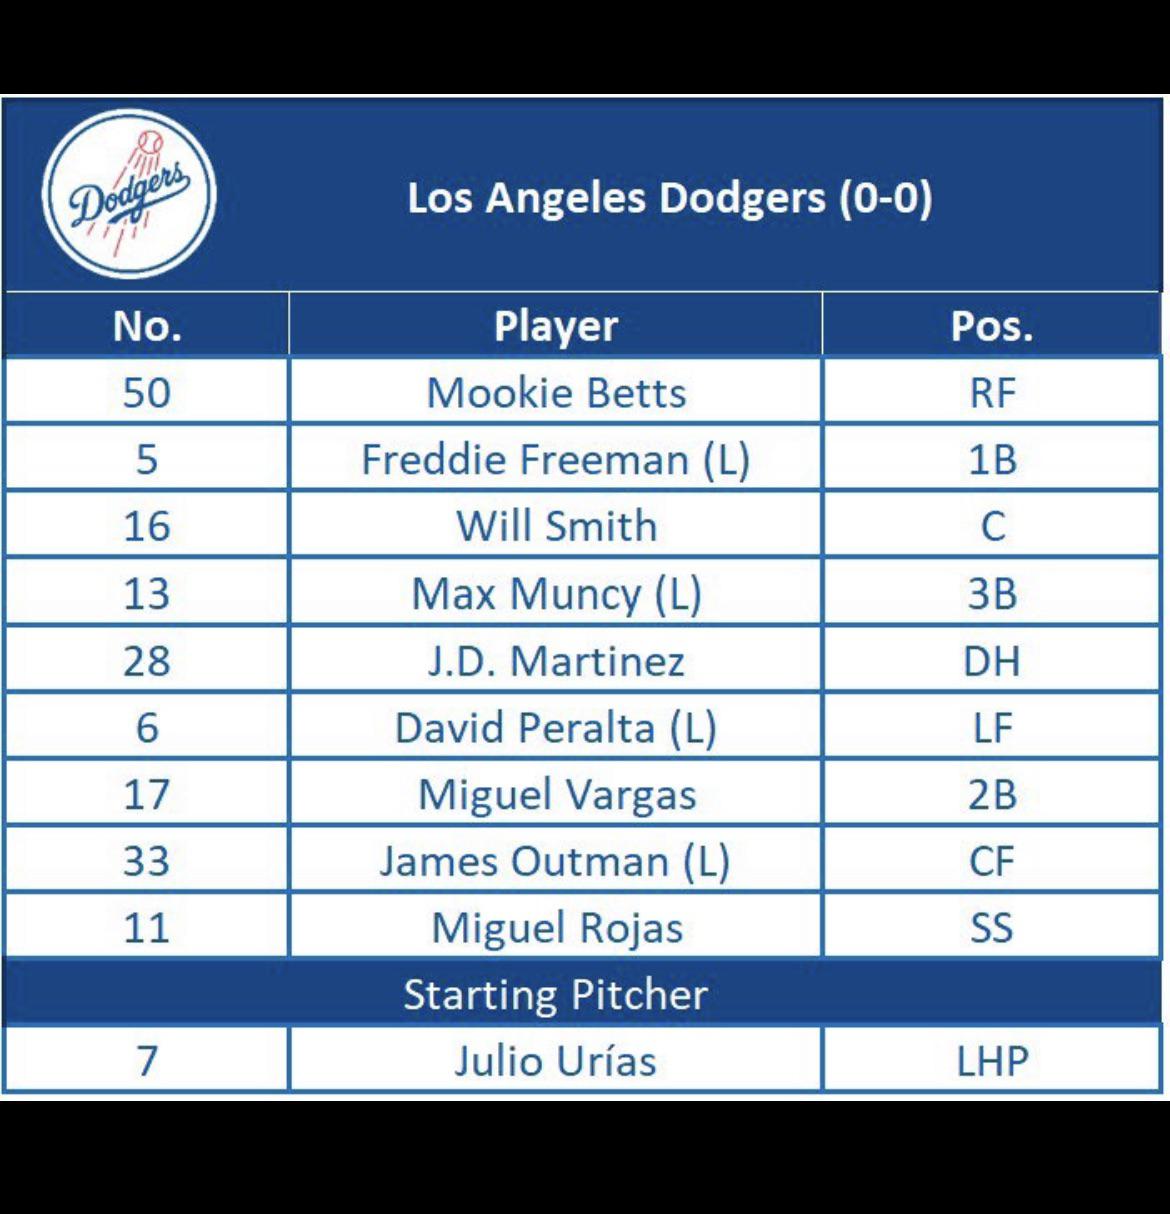 Dodgers
Los Angeles Dodgers (0-0)
No. Player Pos.
50 Mookie Betts RF
5 Freddie Freeman (L) 1B
16 Will Smith C
13 Max Muncy (L) 3B
28 J.D. Martinez DH
6 David Peralta (L) LF
17 Miguel Vargas 2B
33 James Outman (L) CF
11 Miguel Rojas SS
Starting Pitcher
7 Julio Urías LHP